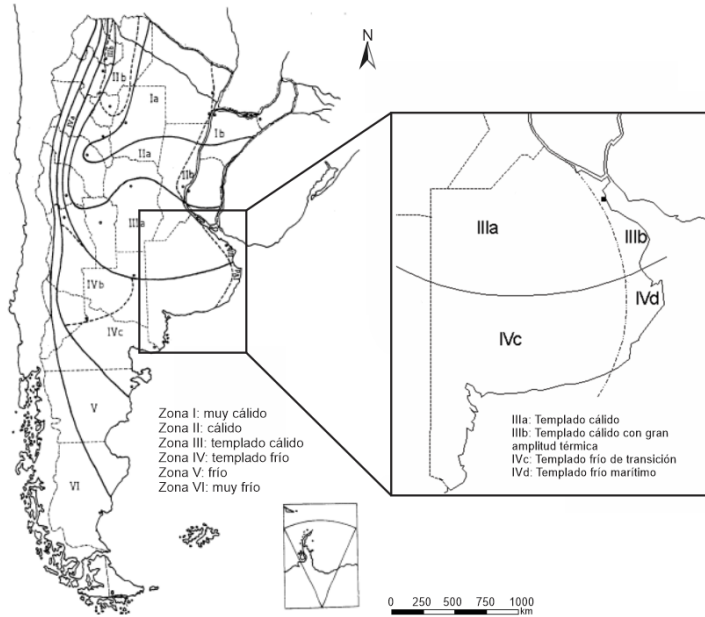 N
IIb
Ia
IVa
Ib
IIa
IIb
IIIa
IVb
IVc
V
VI
IIIa
IIIb
IVd
IVc
Zona I: muy cálido
Zona II: cálido
Zona III: templado cálido
Zona IV: templado frío
Zona V: frío
Zona VI: muy frío
IIIa: Templado cálido
IIIb: Templado cálido con gran
amplitud térmica
IVc: Templado frío de transición
IVd: Templado frío marítimo
0 250 500 750 1000
km